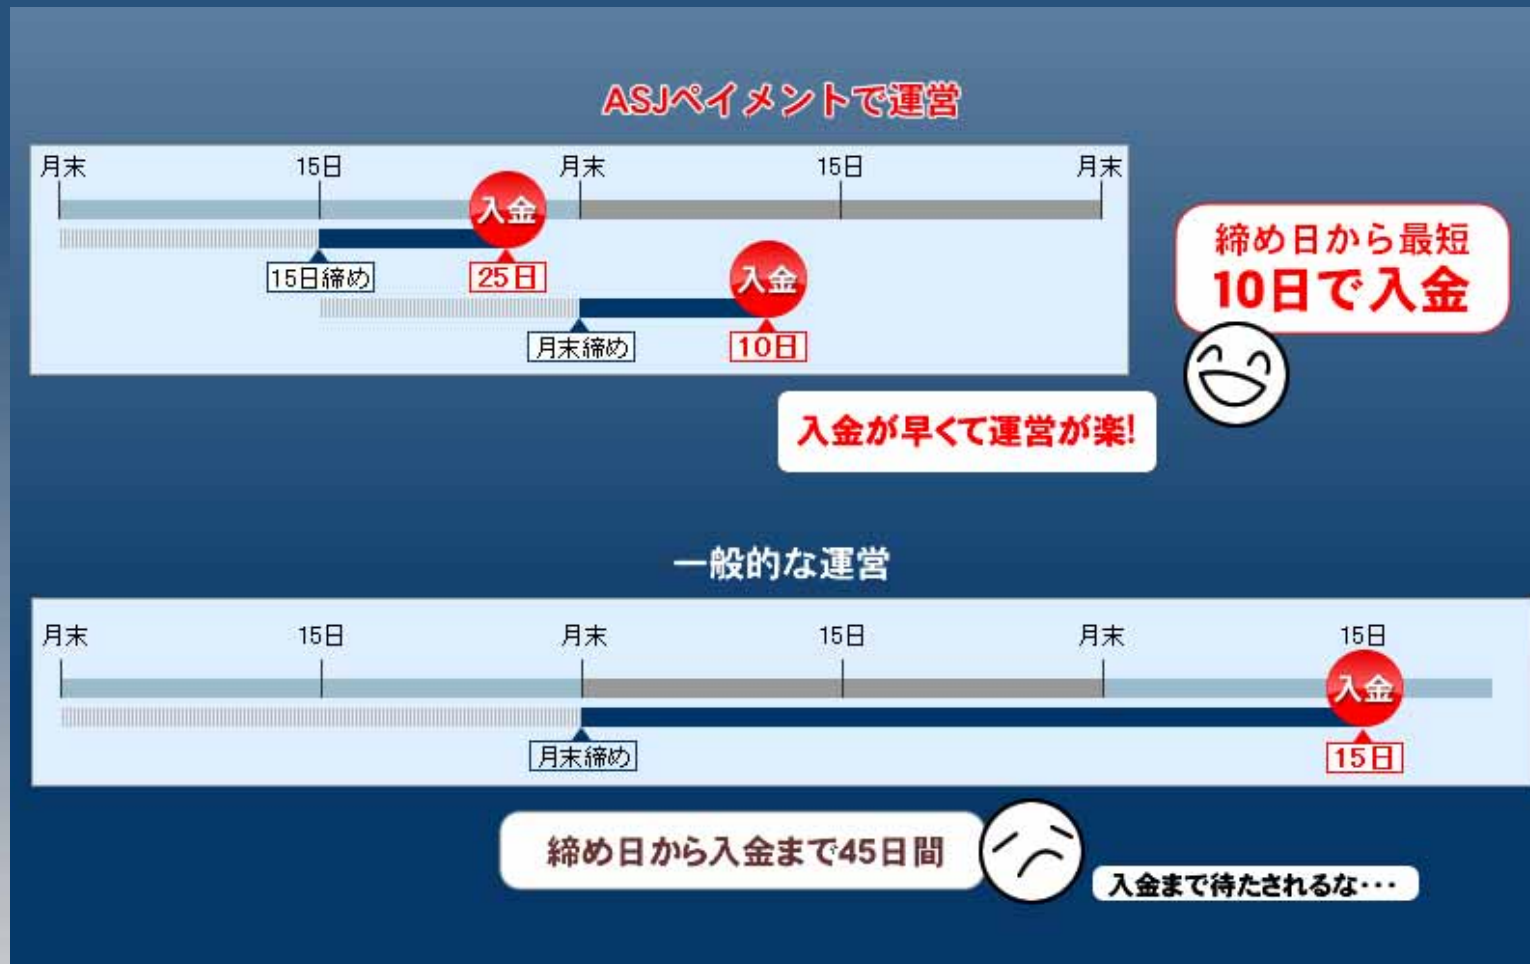 ASJペイメントで運営
月末 15日 月末 15日 月末
入金
15日締め 25日
入金
月末締め 10日
締め日から最短
10日で入金
入金が早くて運営が楽!
一般的な運営
月末 15日 月末 15日 月末 15日
入金
月末締め 15日
締め日から入金まで45日間
入金まで待たされるな・・・